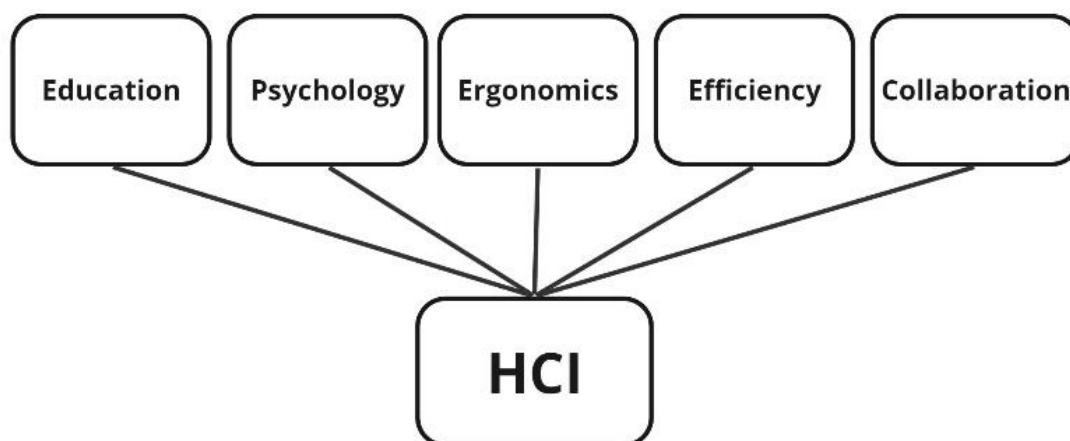 Education
Psychology
Ergonomics
Efficiency
Collaboration
HCI